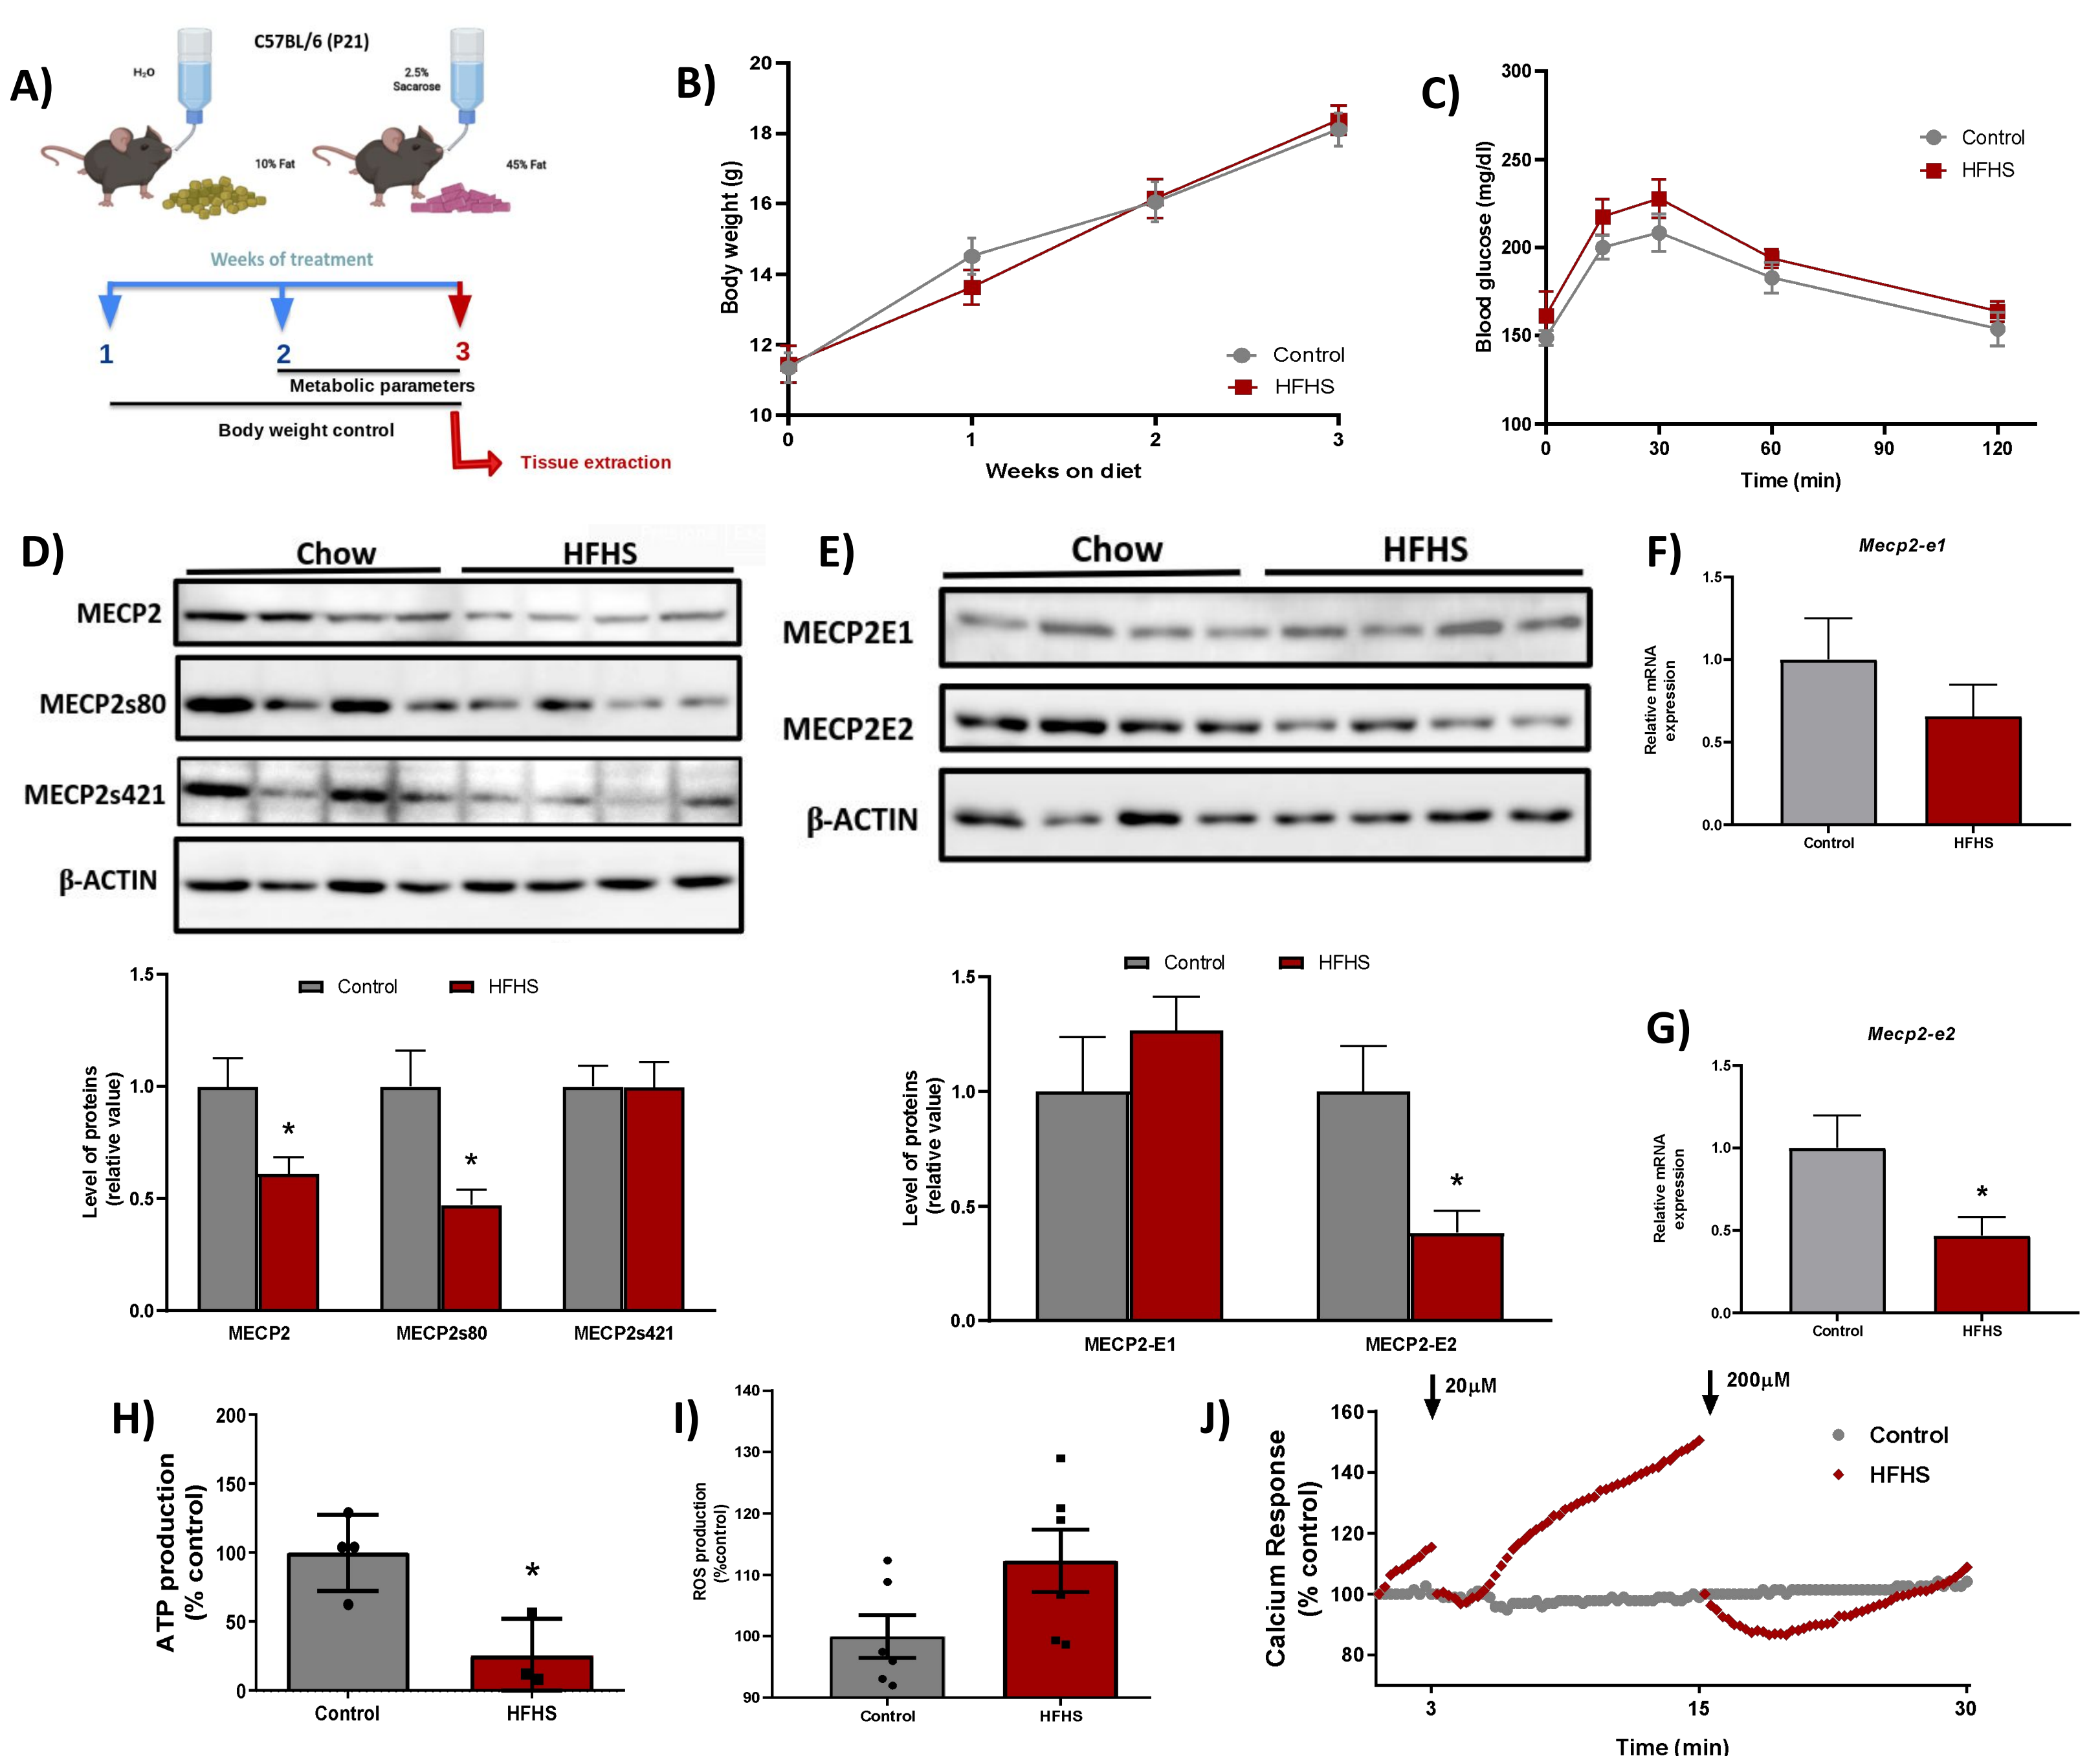 A)
C57BL/6 (P21)
H₂O
2.5%
Sacarose
10% Fat
45% Fat
Weeks of treatment
1
2
3
Metabolic parameters
Body weight control
Tissue extraction
B)
Body weight (g)
20
18
16
14
12
10
0
1
2
3
Weeks on diet
Control
HFHS
C)
Blood glucose (mg/dl)
300
250
200
150
100
0
30
60
90
120
Time (min)
Control
HFHS
D)
Chow
HFHS
MECP2
MECP2s80
MECP2s421
β-ACTIN
Control
HFHS
Level of proteins
(relative value)
1.5
1.0
0.5
0.0
*
*
MECP2
MECP2s80
MECP2s421
E)
Chow
HFHS
MECP2E1
MECP2E2
β-ACTIN
Control
HFHS
Level of proteins
(relative value)
1.5
1.0
0.5
0.0
*
MECP2-E1
MECP2-E2
F)
Mecp2-e1
Relative mRNA
expression
1.5
1.0
0.5
0.0
Control
HFHS
G)
Mecp2-e2
Relative mRNA
expression
1.5
1.0
0.5
0.0
*
Control
HFHS
H)
ATP production
(% control)
200
150
100
50
0
*
Control
HFHS
I)
ROS production
(%control)
140
130
120
110
100
90
Control
HFHS
J)
20µM
200µM
Calcium Response
(% control)
160
140
120
100
80
3
15
30
Time (min)
Control
HFHS